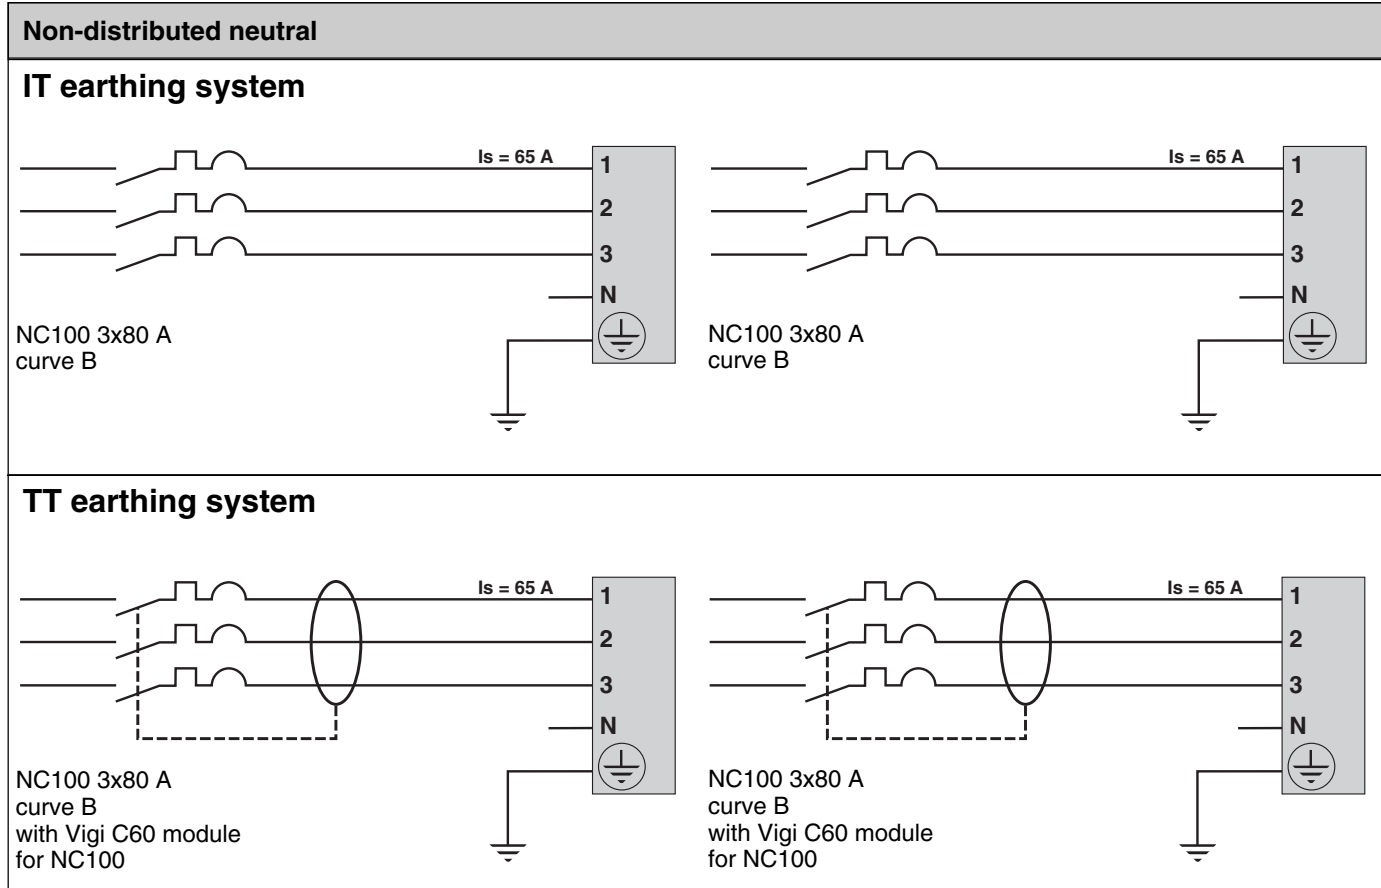 Non-distributed neutral
IT earthing system
Is = 65 A
1
2
3
N
NC100 3x80 A
curve B
Is = 65 A
1
2
3
N
NC100 3x80 A
curve B
TT earthing system
Is = 65 A
1
2
3
N
NC100 3x80 A
curve B
with Vigi C60 module
for NC100
Is = 65 A
1
2
3
N
NC100 3x80 A
curve B
with Vigi C60 module
for NC100